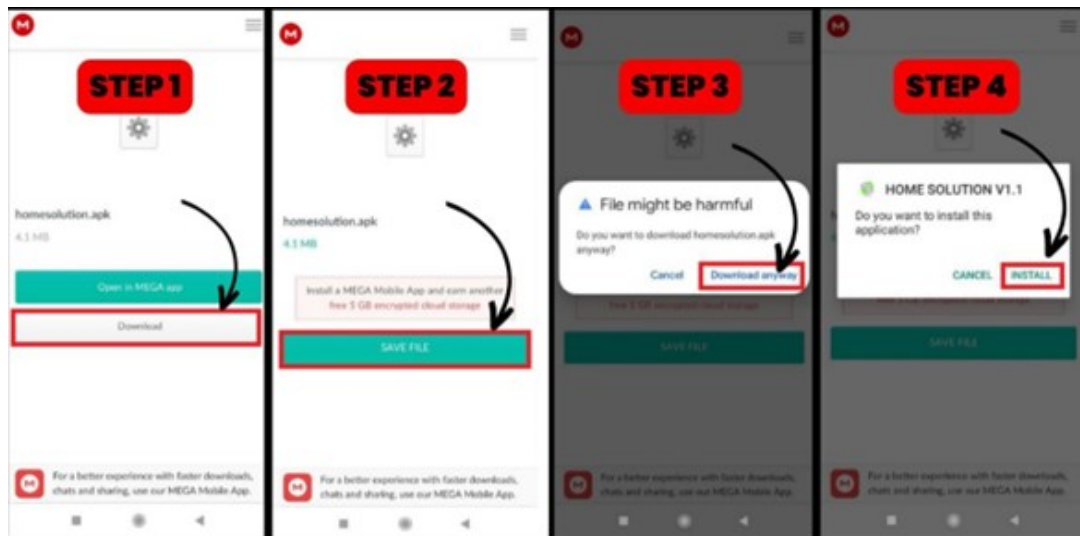 STEP 1
homesolution.apk
4.1 MB
Open in MEGA app
Download
For a better experience with faster downloads,
chats and sharing, use our MEGA Mobile App.
STEP 2
homesolution.apk
4.1 MB
Install a MEGA Mobile App and earn another
free 5 GB encrypted cloud storage
SAVE FILE
For a better experience with faster downloads,
chats and sharing, use our MEGA Mobile App.
STEP 3
File might be harmful
Do you want to download homesolution.apk
anyway?
Cancel
Download anyway
SAVE FILE
For a better experience with faster downloads,
chats and sharing, use our MEGA Mobile App.
STEP 4
HOME SOLUTION V1.1
Do you want to install this
application?
CANCEL
INSTALL
SAVE FILE
For a better experience with faster downloads,
chats and sharing, use our MEGA Mobile App.